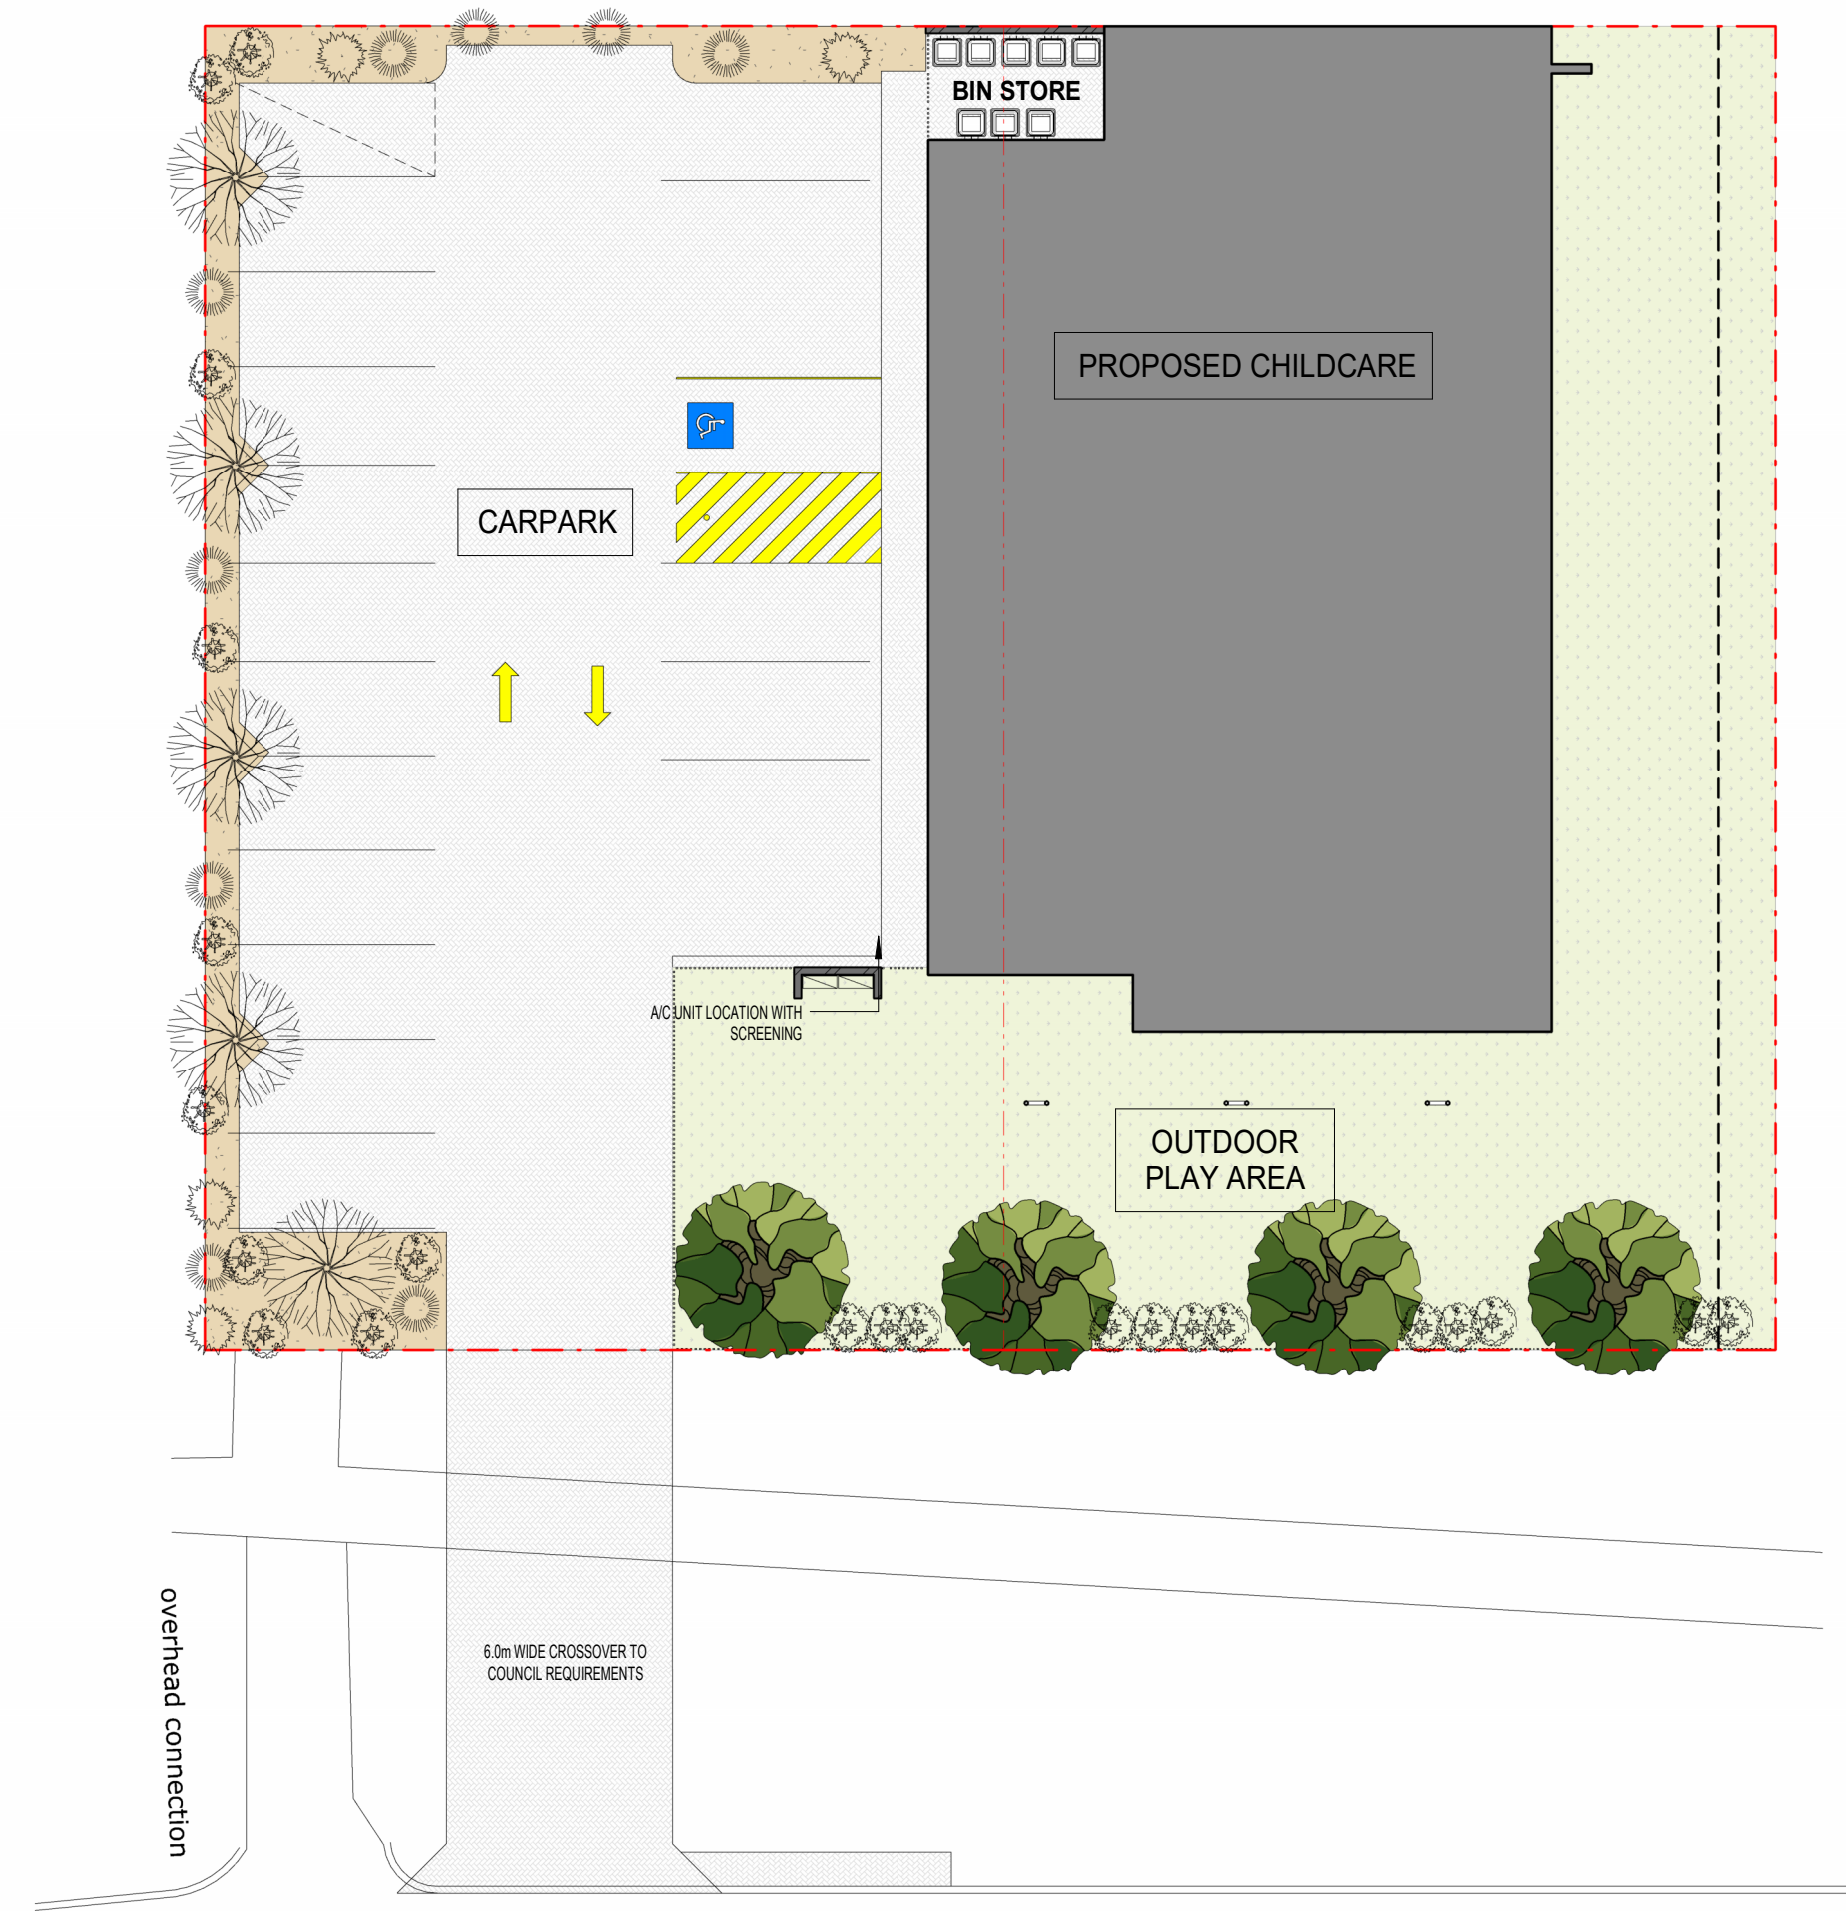 BIN STORE
PROPOSED CHILDCARE
CARPARK
A/C UNIT LOCATION WITH
SCREENING
OUTDOOR
PLAY AREA
6.0m WIDE CROSSOVER TO
COUNCIL REQUIREMENTS
overhead connection